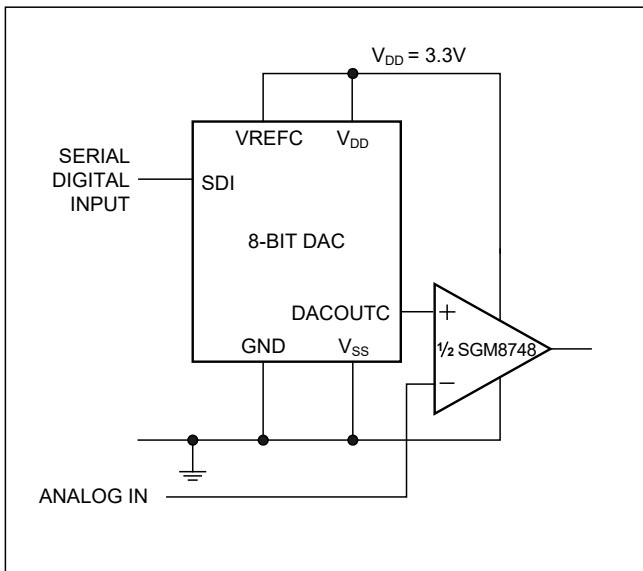 V_DD = 3.3V
VREFC V_DD
SERIAL
DIGITAL
INPUT
SDI
8-BIT DAC
DACOUTC
+
½ SGM8748
−
GND V_SS
ANALOG IN